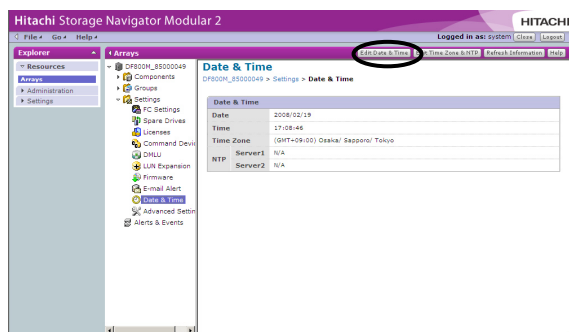 Hitachi Storage Navigator Modular 2
HITACHI
File Go Help
Logged in as: system Close Logout
Explorer
Arrays
Edit Date & Time
Edit Time Zone & NTP
Refresh Information
Help
Resources
Arrays
Administration
Settings
DF800M_85000049
Components
Groups
Settings
FC Settings
Spare Drives
Licenses
Command Devic
DMLU
LUN Expansion
Firmware
E-mail Alert
Date & Time
Advanced Settin
Alerts & Events
Date & Time
DF800M_85000049 > Settings > Date & Time
Date & Time
Date 2008/02/19
Time 17:08:46
Time Zone (GMT+09:00) Osaka/ Sapporo/ Tokyo
NTP
Server1 N/A
Server2 N/A